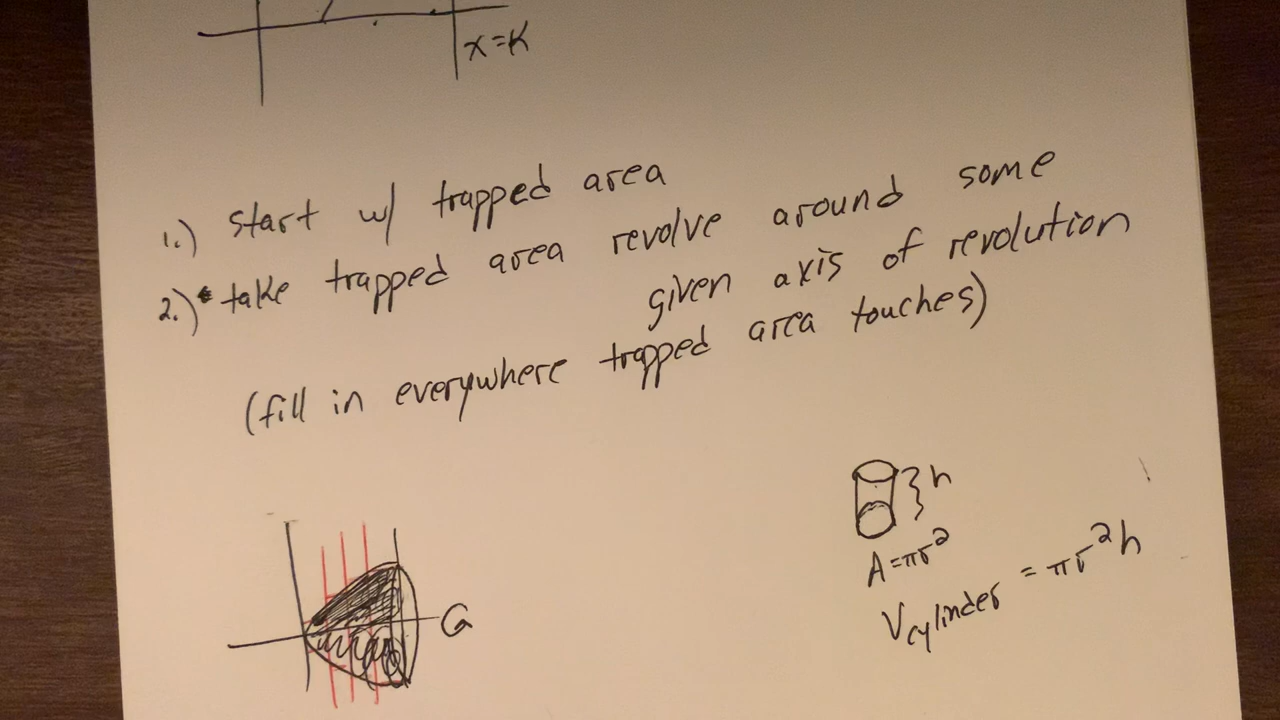 x=K
1.) start w/ trapped area
2.) take trapped area revolve around some
given axis of revolution
(fill in everywhere trapped area touches)
h
A=πr²
Vcylinder = πr²h